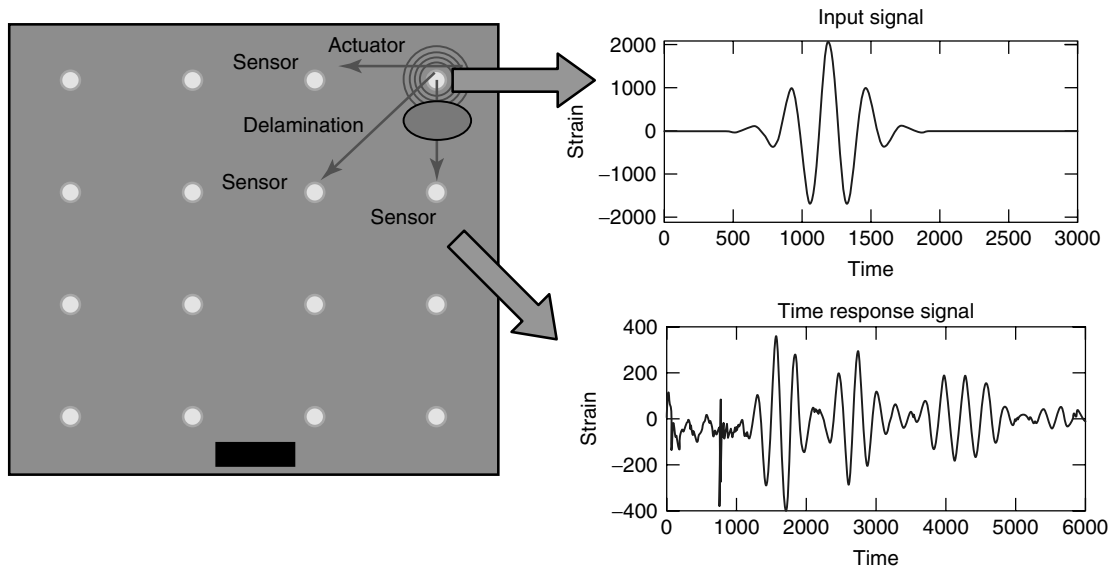 Actuator
Sensor
Delamination
Sensor
Sensor
Input signal
2000
1000
0
−1000
−2000
Strain
0 500 1000 1500 2000 2500 3000
Time
Time response signal
400
200
0
−200
−400
Strain
0 1000 2000 3000 4000 5000 6000
Time